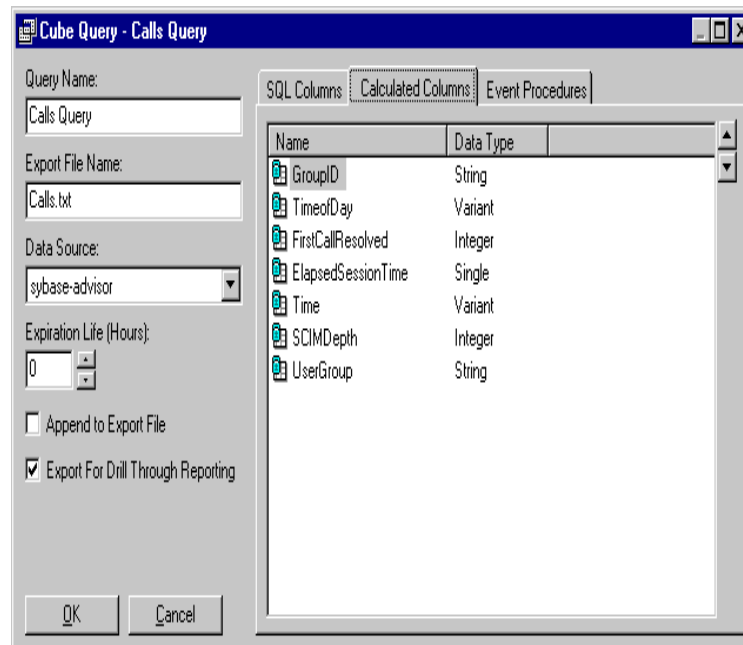 Cube Query - Calls Query
Query Name:
Calls Query
Export File Name:
Calls.txt
Data Source:
sybase-advisor
Expiration Life (Hours):
0
Append to Export File
Export For Drill Through Reporting
OK Cancel
SQL Columns Calculated Columns Event Procedures
Name Data Type
GroupID String
TimeofDay Variant
FirstCallResolved Integer
ElapsedSessionTime Single
Time Variant
SCIMDepth Integer
UserGroup String